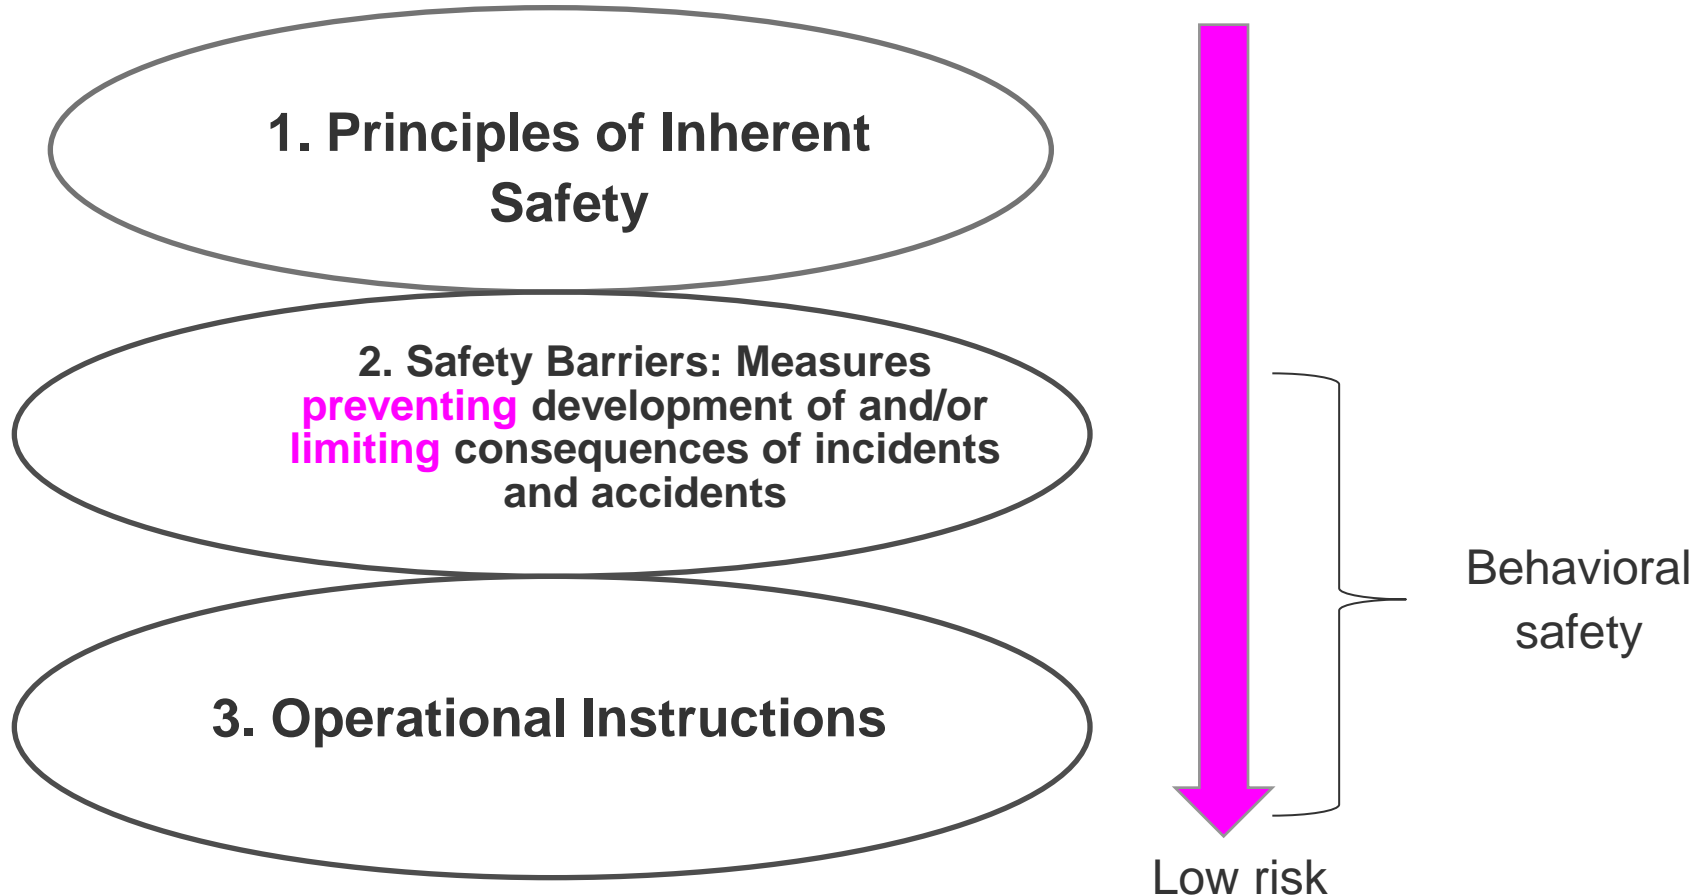 1. Principles of Inherent
Safety
2. Safety Barriers: Measures
preventing development of and/or
limiting consequences of incidents
and accidents
3. Operational Instructions
Behavioral
safety
Low risk